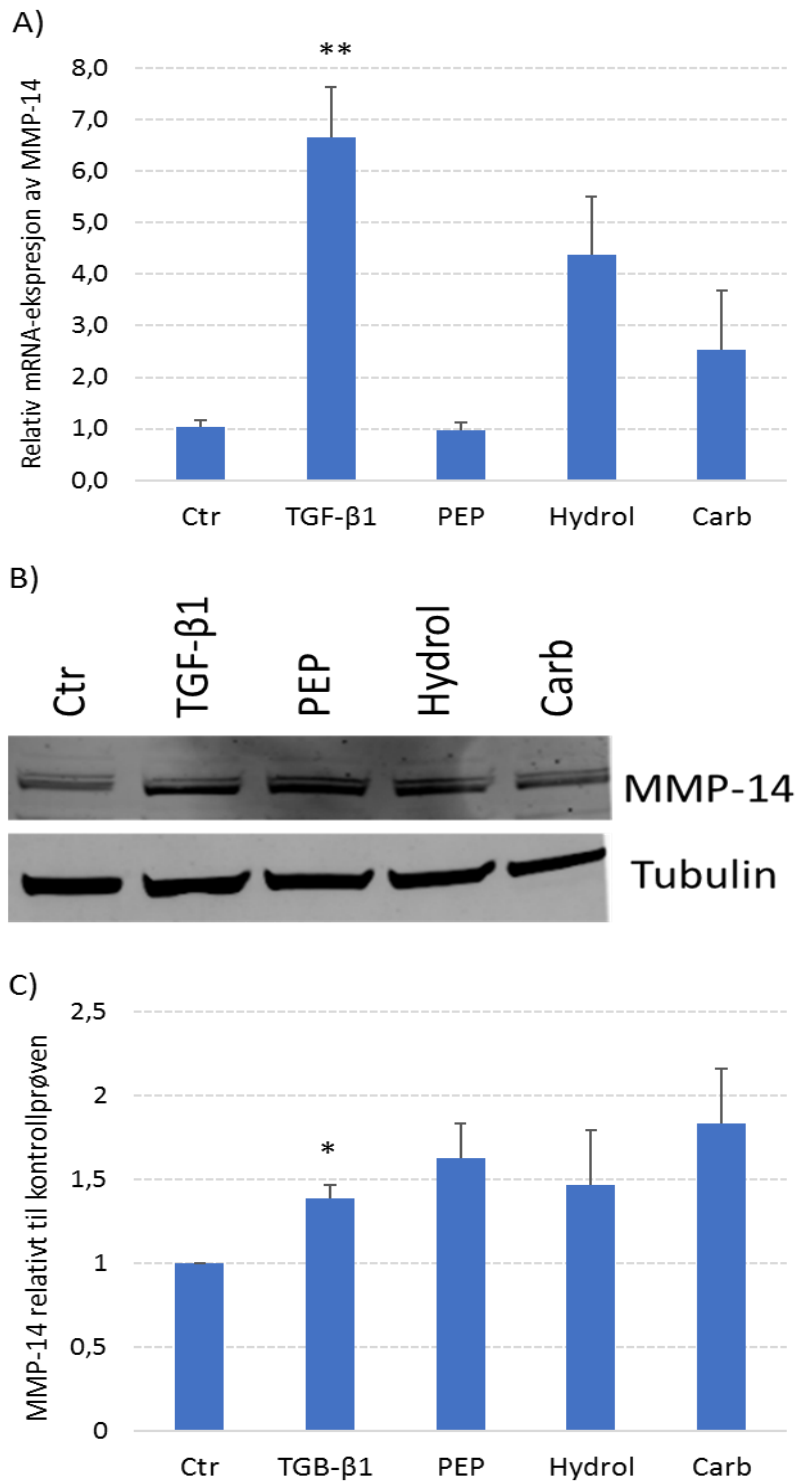 A)
**
Relativ mRNA-ekspresjon av MMP-14
8,0
7,0
6,0
5,0
4,0
3,0
2,0
1,0
0,0
Ctr TGF-β1 PEP Hydrol Carb
B)
Ctr TGF-β1 PEP Hydrol Carb
MMP-14
Tubulin
C)
MMP-14 relativt til kontrollprøven
2,5
2
1,5
1
0,5
0
*
Ctr TGB-β1 PEP Hydrol Carb